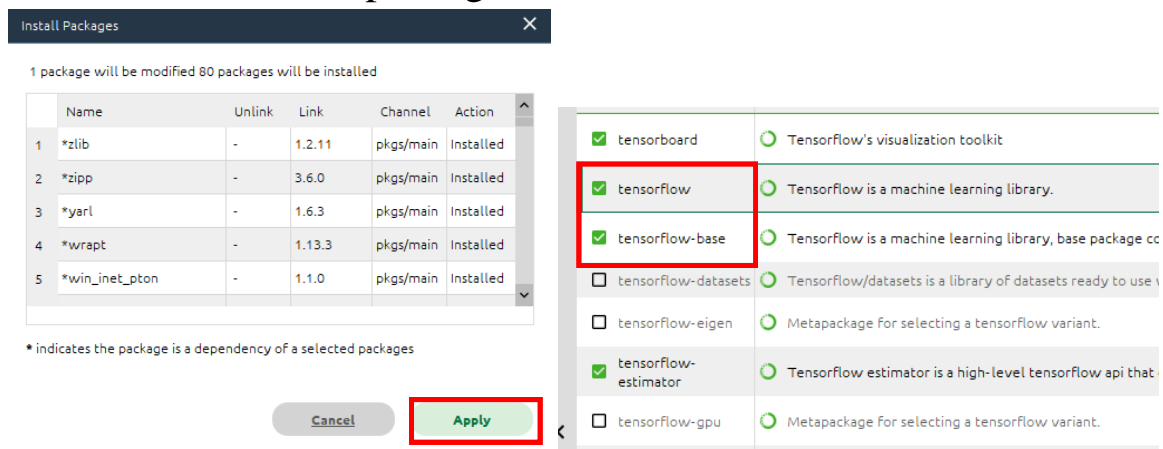 Install Packages
1 package will be modified 80 packages will be installed
Name Unlink Link Channel Action
1 *zlib - 1.2.11 pkgs/main Installed
2 *zipp - 3.6.0 pkgs/main Installed
3 *yarl - 1.6.3 pkgs/main Installed
4 *wrapt - 1.13.3 pkgs/main Installed
5 *win_inet_pton - 1.1.0 pkgs/main Installed
* indicates the package is a dependency of a selected packages
Cancel Apply
tensorboard Tensorflow's visualization toolkit
tensorflow Tensorflow is a machine learning library.
tensorflow-base Tensorflow is a machine learning library, base package co
tensorflow-datasets Tensorflow/datasets is a library of datasets ready to use
tensorflow-eigen Metapackage for selecting a tensorflow variant.
tensorflow-
estimator Tensorflow estimator is a high-level tensorflow api that
tensorflow-gpu Metapackage for selecting a tensorflow variant.